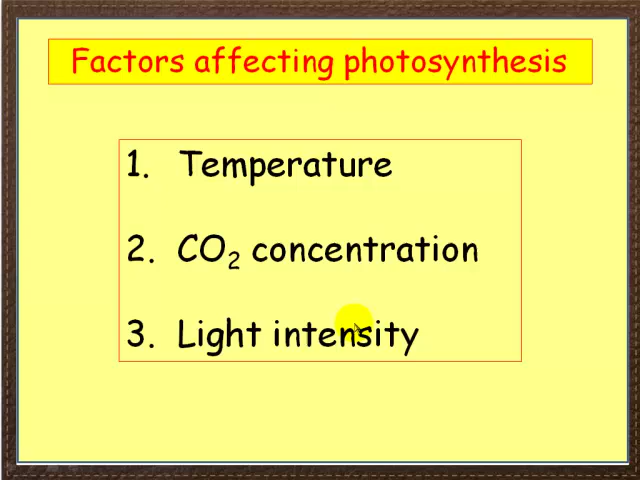 Factors affecting photosynthesis
1. Temperature
2. CO₂ concentration
3. Light intensity